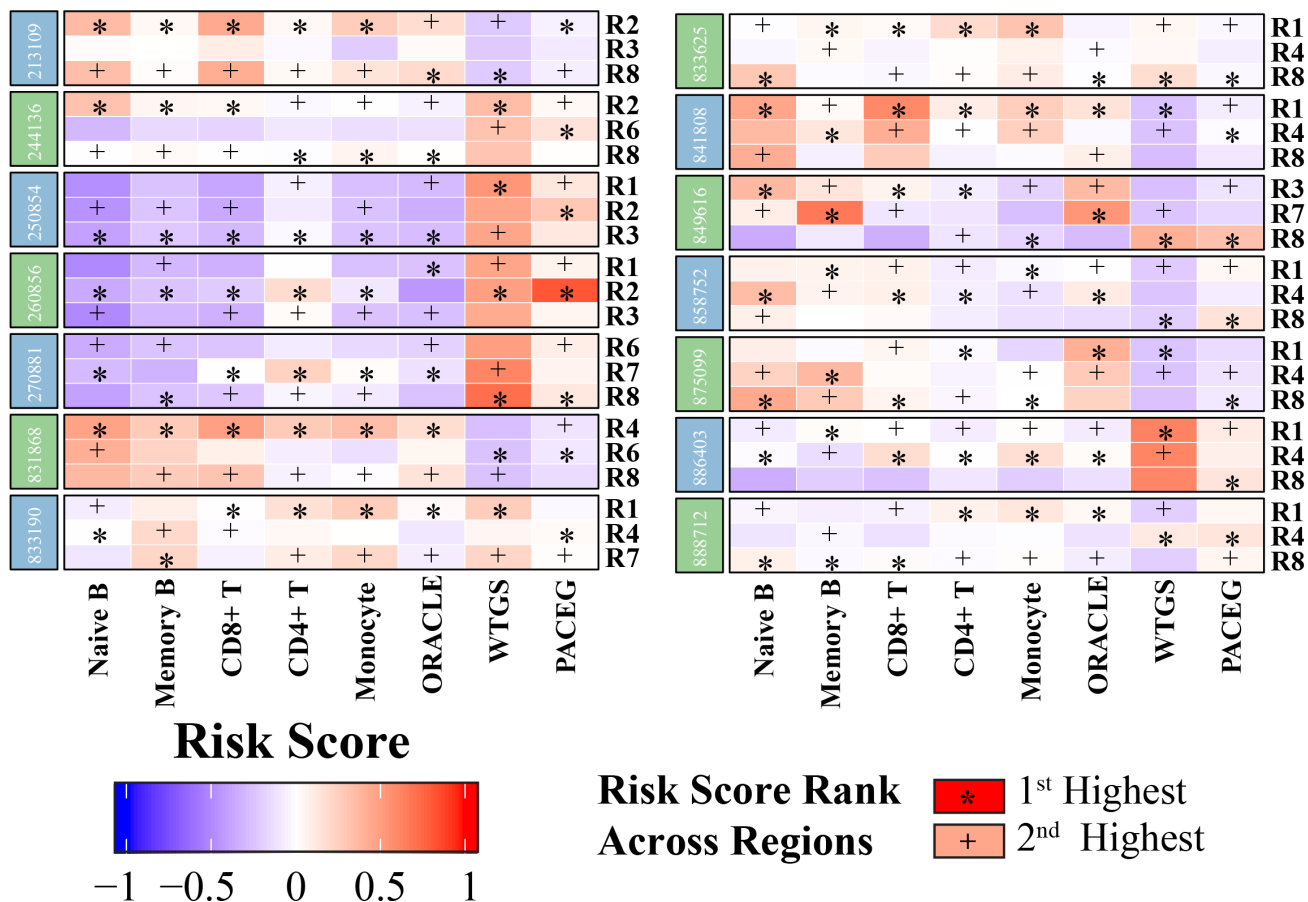 213109
* * * * * + + * R2
R3
+ + + + + * * + R8
244136
* * * + + + * + R2
+ * R6
+ + + * * * R8
250854
+ + * + R1
+ + + + * R2
* * * * * * + R3
260856
+ * + + R1
* * * * * * * R2
+ + + + + R3
270881
+ + + + R6
* * * * * + R7
* + + + * * R8
831868
* * * * * * + R4
+ * * R6
+ + + + + + R8
833190
+ * * * * * R1
* + + * R4
* + + + + + R7
Naive B
Memory B
CD8+ T
CD4+ T
Monocyte
ORACLE
WTGS
PACEG
833625
+ * * * * + + R1
+ + R4
* + + + * * * R8
841808
* + * * * * * + R1
* + + + + * R4
+ + R8
849616
* + * * + + + R3
+ * + * + R7
+ * * * R8
858752
* + + * + + + R1
* + * * + * R4
+ * * R8
875099
+ * * * R1
+ * + + + + R4
* + * + * * R8
886403
+ * + + + + * + R1
* + * * * * + R4
* R8
888712
+ + * * * + R1
+ * * R4
* * * + + + + R8
Naive B
Memory B
CD8+ T
CD4+ T
Monocyte
ORACLE
WTGS
PACEG
Risk Score
−1 −0.5 0 0.5 1
Risk Score Rank
Across Regions
* 1st Highest
+ 2nd Highest